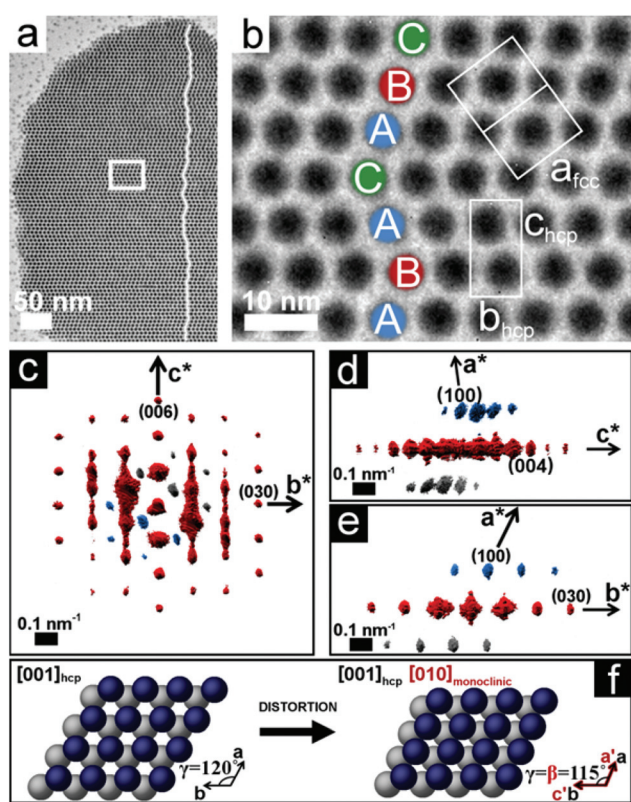 a
50 nm
b
C
B
A
C
A
B
A
a_fcc
c_hcp
b_hcp
10 nm
c
c*
(006)
(030)
b*
0.1 nm⁻¹
d
a*
(100)
c*
(004)
0.1 nm⁻¹
e
a*
(100)
(030)
b*
0.1 nm⁻¹
f
[001]hcp
DISTORTION
[001]hcp [010]monoclinic
γ=120°
a
b
γ=β=115°
a' a
c' b